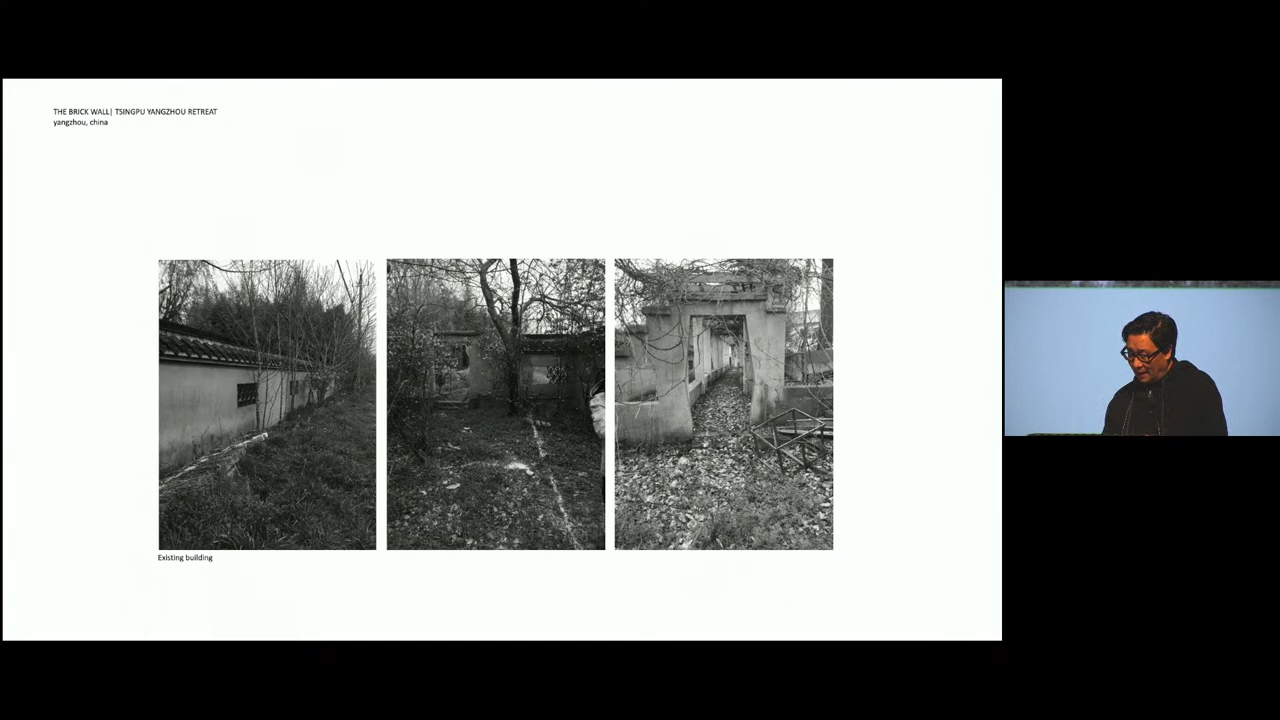 THE BRICK WALL| TSINGPU YANGZHOU RETREAT
yangzhou, china
Existing building